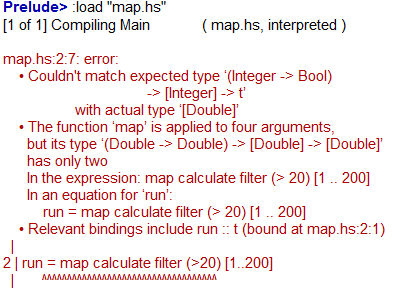 Prelude> :load "map.hs"
[1 of 1] Compiling Main ( map.hs, interpreted )
map.hs:2:7: error:
• Couldn't match expected type ‘(Integer -> Bool)
-> [Integer] -> t’
with actual type ‘[Double]’
• The function ‘map’ is applied to four arguments,
but its type ‘(Double -> Double) -> [Double] -> [Double]’
has only two
In the expression: map calculate filter (> 20) [1 .. 200]
In an equation for ‘run’:
run = map calculate filter (> 20) [1 .. 200]
• Relevant bindings include run :: t (bound at map.hs:2:1)
|
2 | run = map calculate filter (>20) [1..200]
| ^^^^^^^^^^^^^^^^^^^^^^^^^^^^^^^^^^^